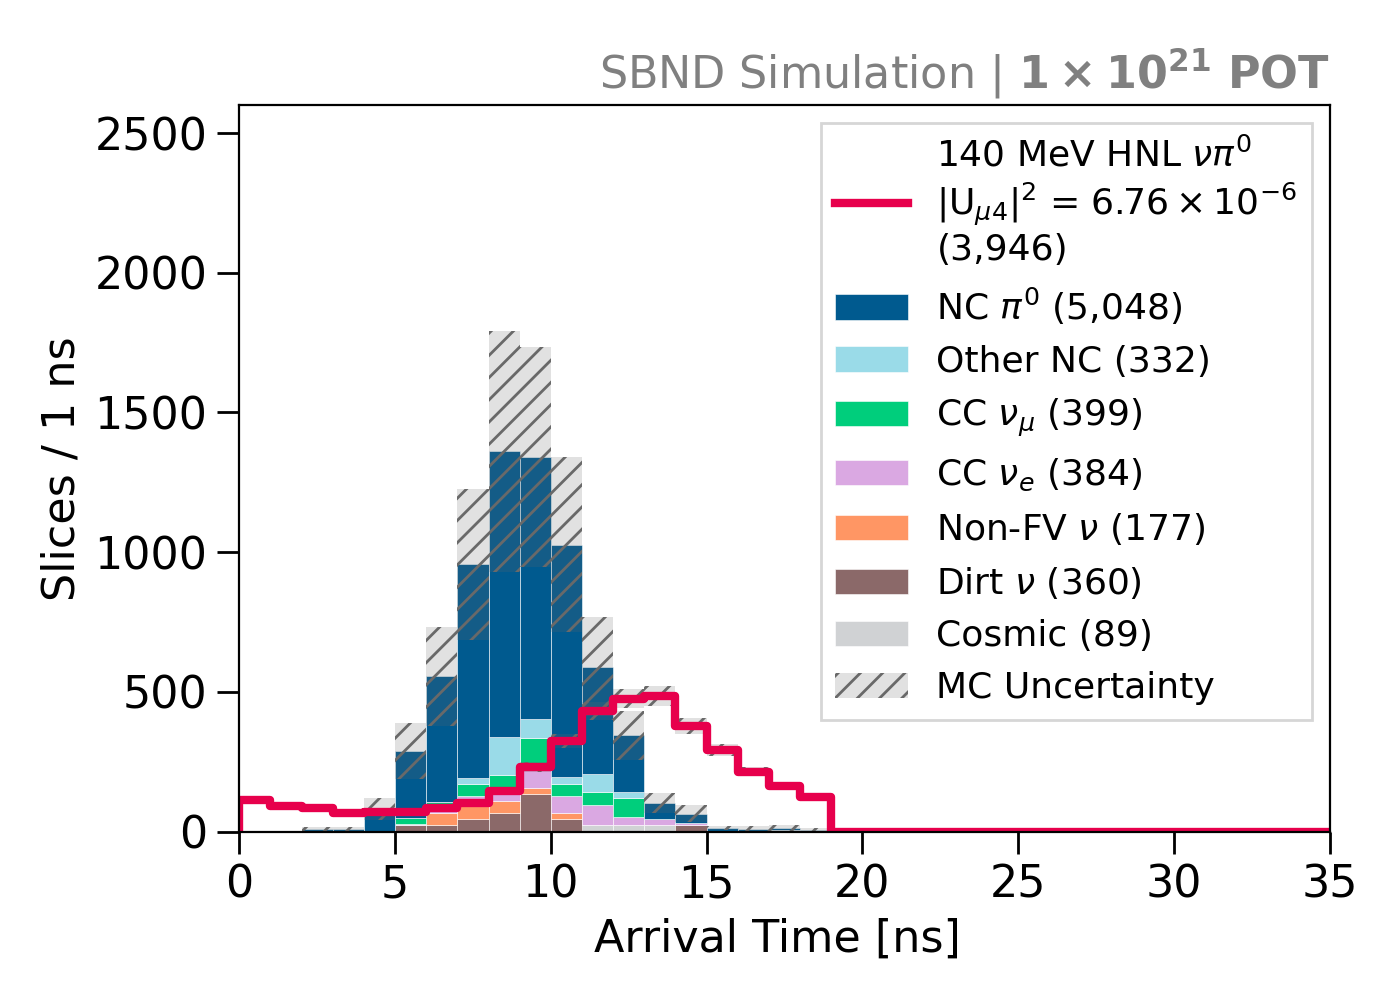 SBND Simulation | 1 × 10²¹ POT
2500
2000
1500
1000
500
0
Slices / 1 ns
140 MeV HNL νπ⁰
|U_μ4|² = 6.76 × 10⁻⁶
(3,946)
NC π⁰ (5,048)
Other NC (332)
CC ν_μ (399)
CC ν_e (384)
Non-FV ν (177)
Dirt ν (360)
Cosmic (89)
MC Uncertainty
0 5 10 15 20 25 30 35
Arrival Time [ns]